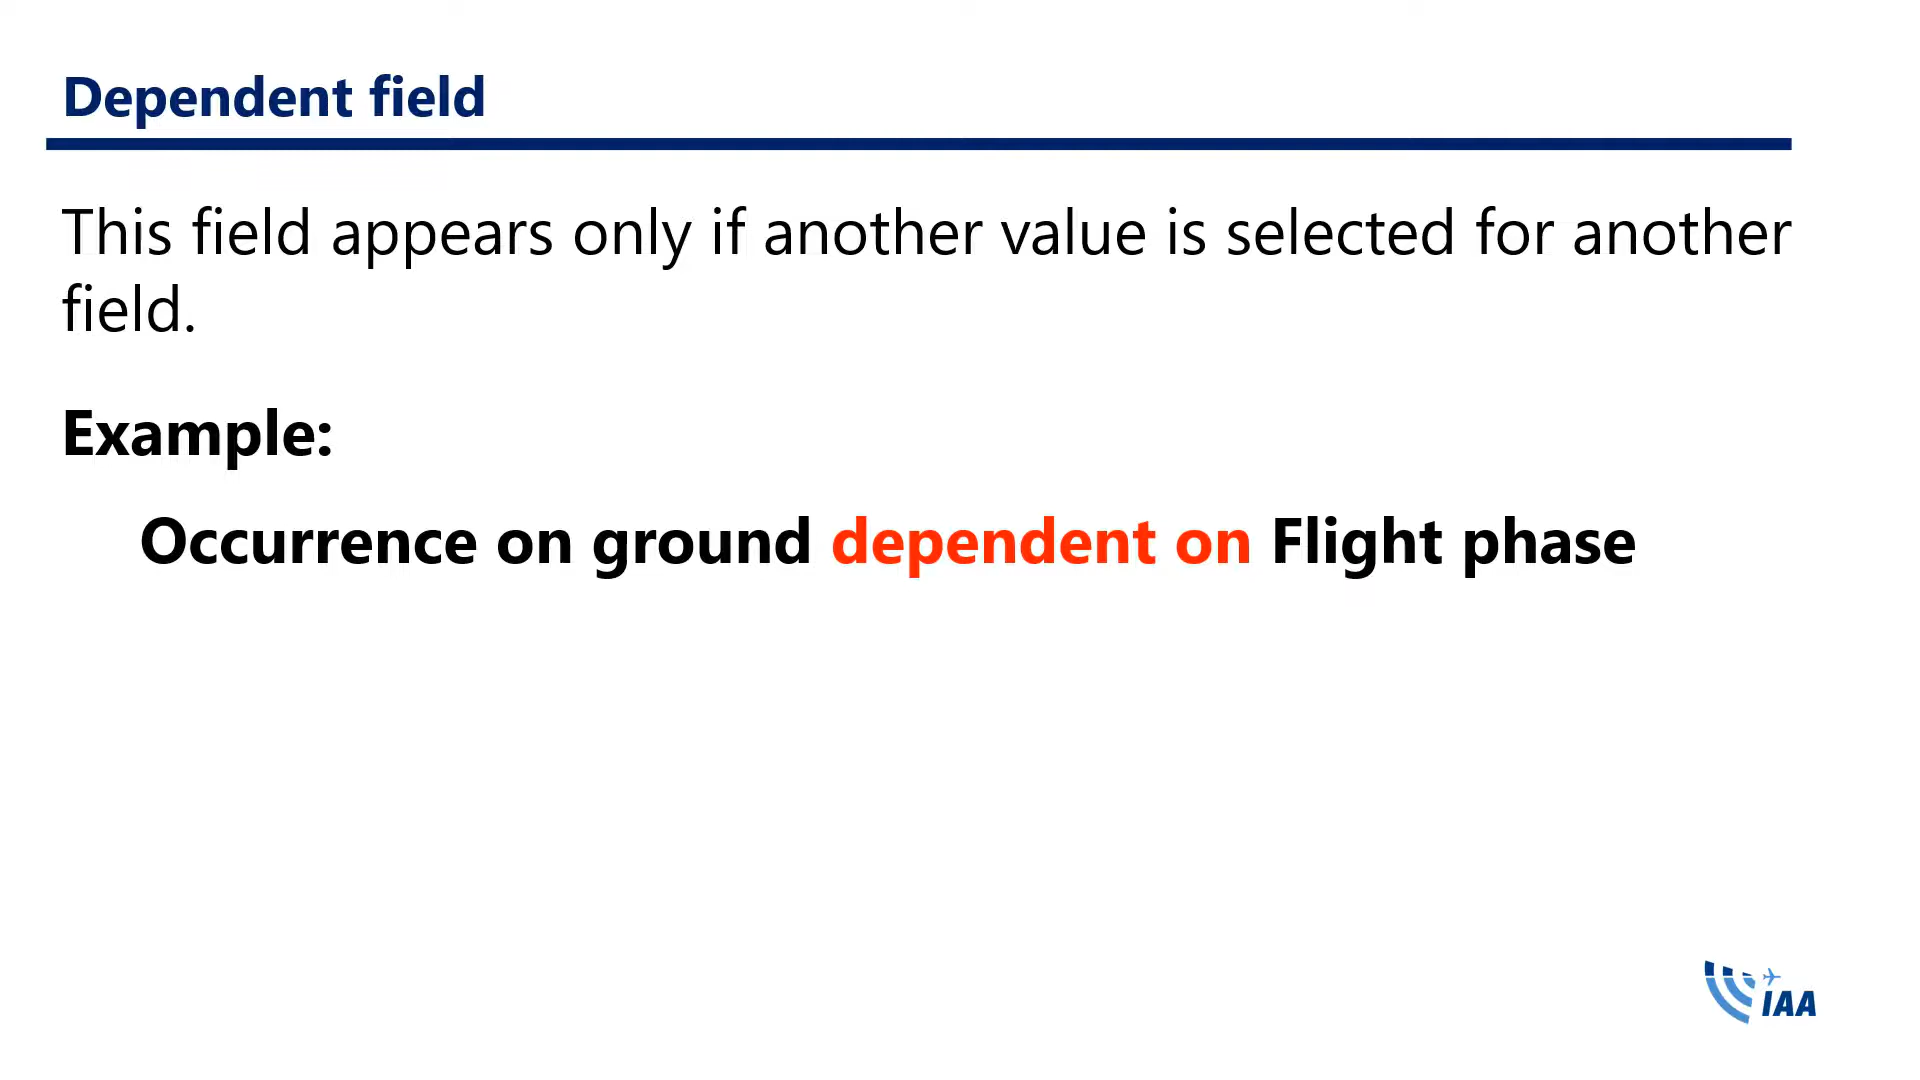 Dependent field
This field appears only if another value is selected for another
field.
Example:
Occurrence on ground dependent on Flight phase
IAA